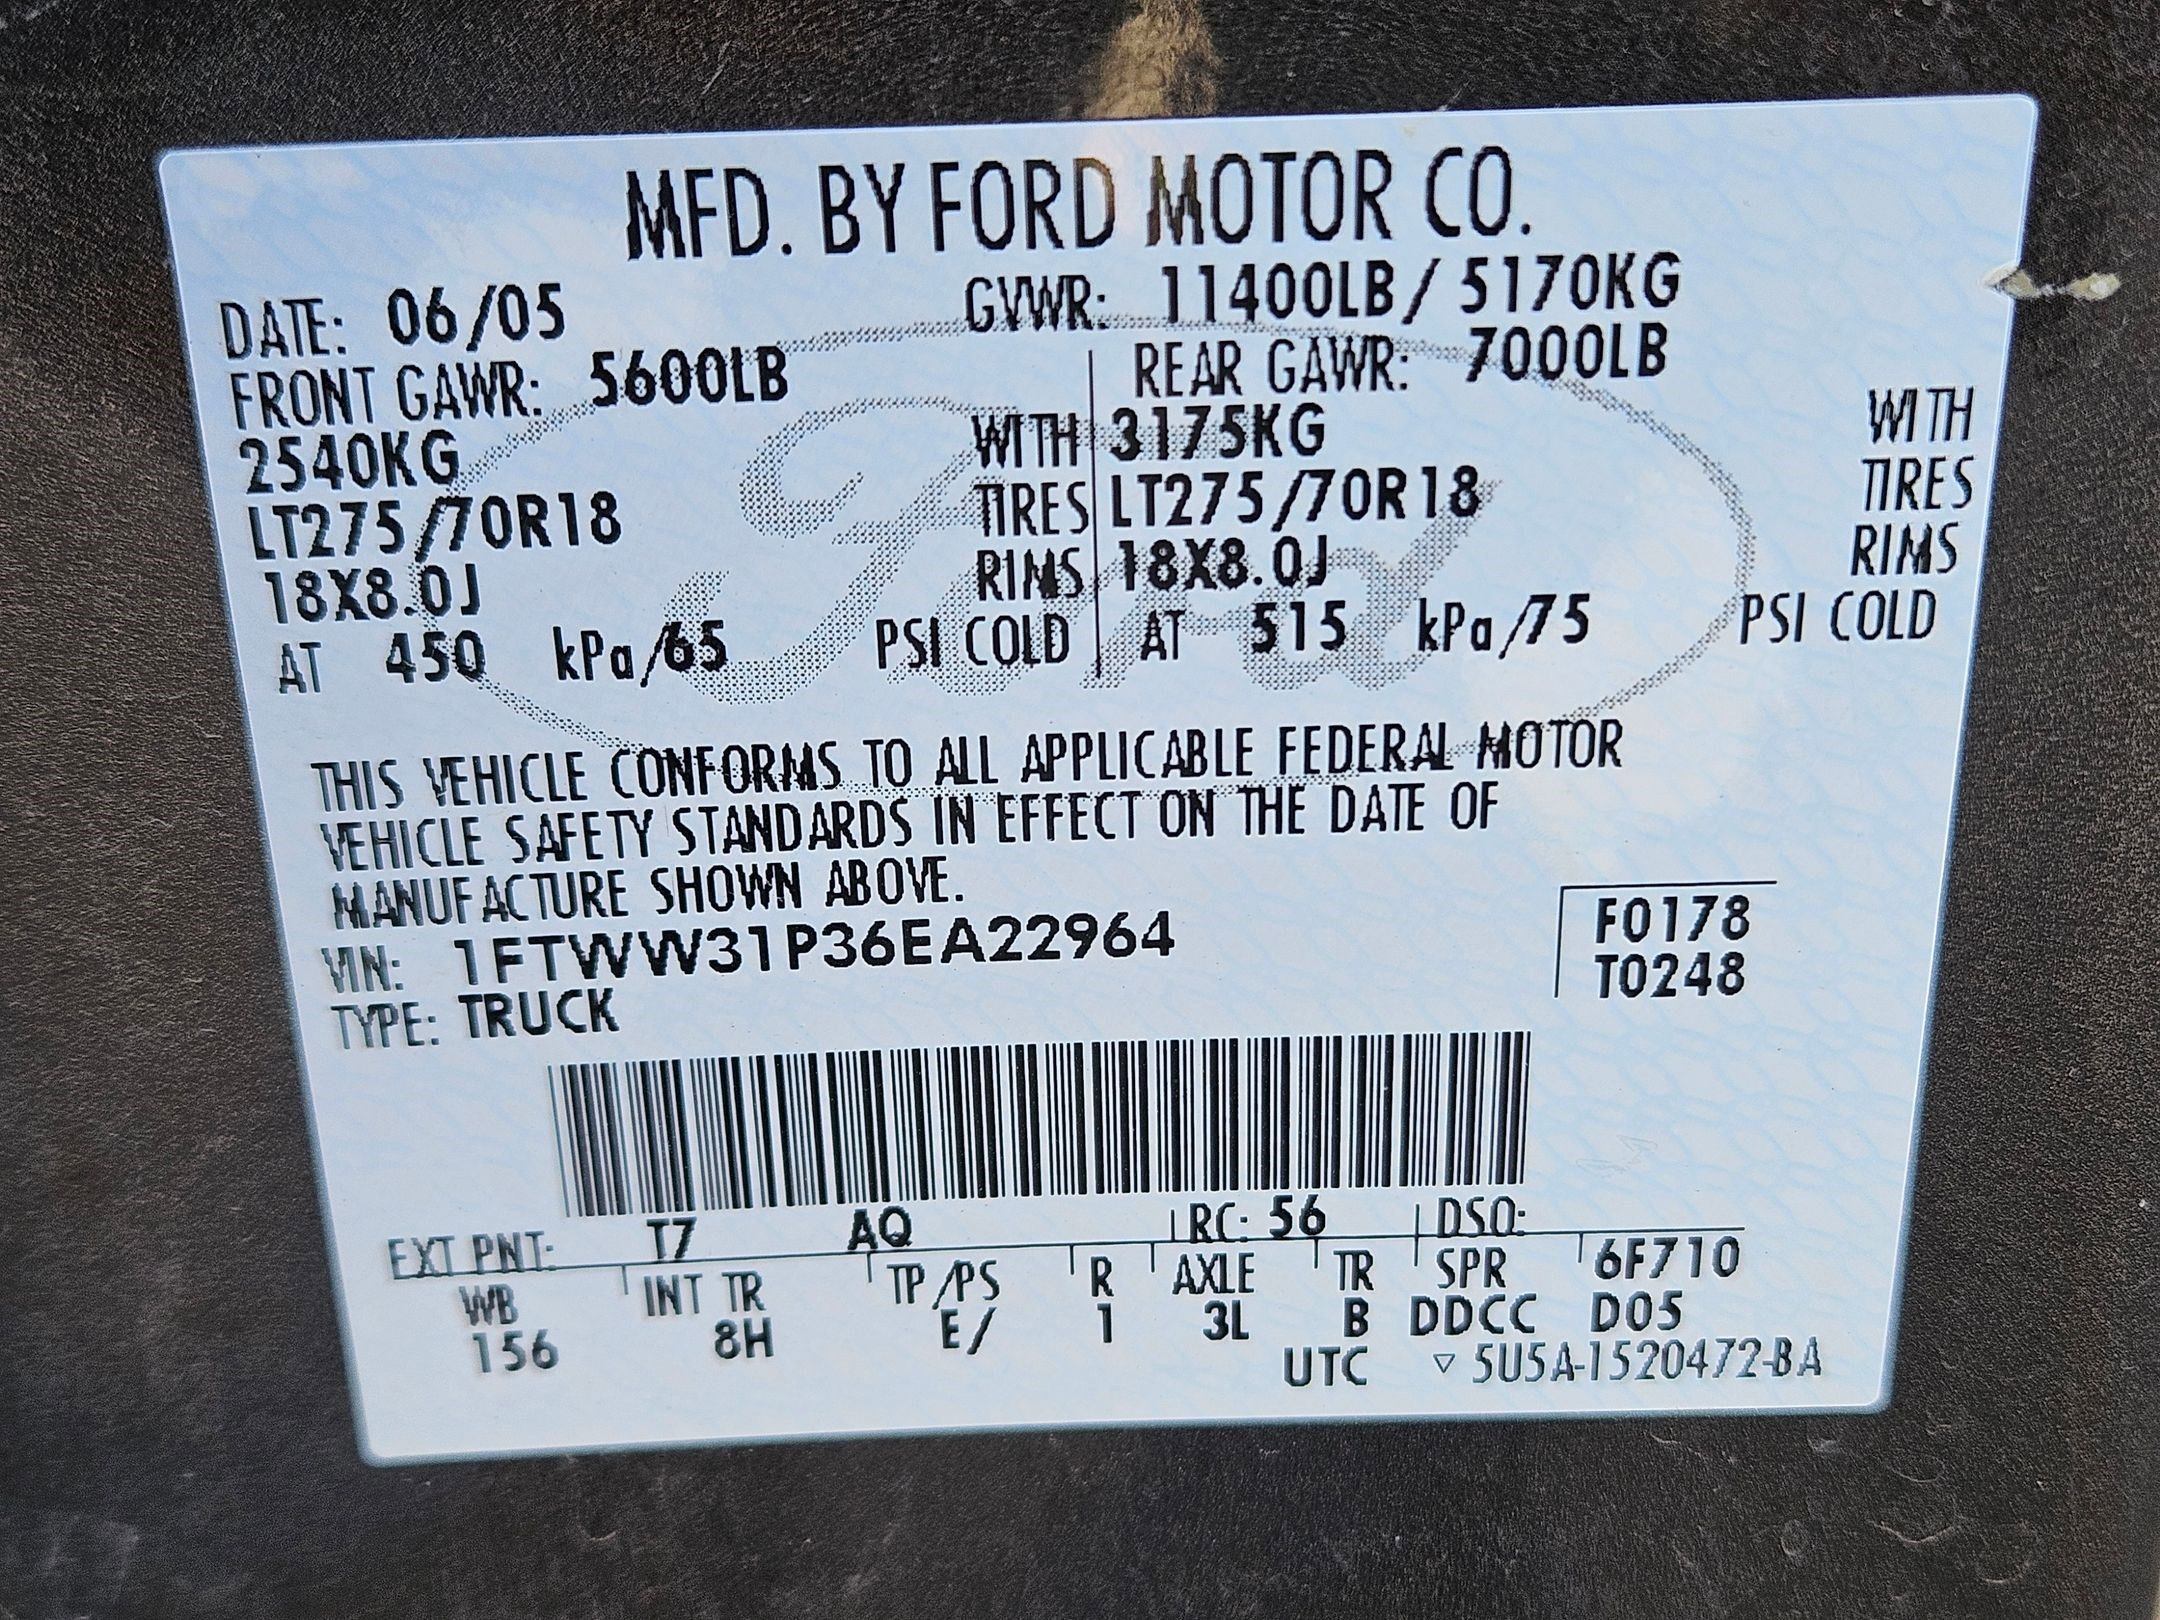 MFD. BY FORD MOTOR CO.
DATE: 06/05 GVWR: 11400LB/ 5170KG
FRONT GAWR: 5600LB REAR GAWR: 7000LB
2540KG WITH 3175KG WITH
LT275/70R18 TIRES LT275/70R18 TIRES
18X8.0J RIMS 18X8.0J RIMS
AT 450 kPa/65 PSI COLD AT 515 kPa/75 PSI COLD
Ford
THIS VEHICLE CONFORMS TO ALL APPLICABLE FEDERAL MOTOR
VEHICLE SAFETY STANDARDS IN EFFECT ON THE DATE OF
MANUFACTURE SHOWN ABOVE.
VIN: 1FTWW31P36EA22964 F0178
TYPE: TRUCK T0248
EXT PNT: T7 AQ RC: 56 DSO:
WB INT TR TP/PS R AXLE TR SPR 6F710
156 8H E/ 1 3L B DDCC D05
UTC ▽ 5U5A-1520472-BA